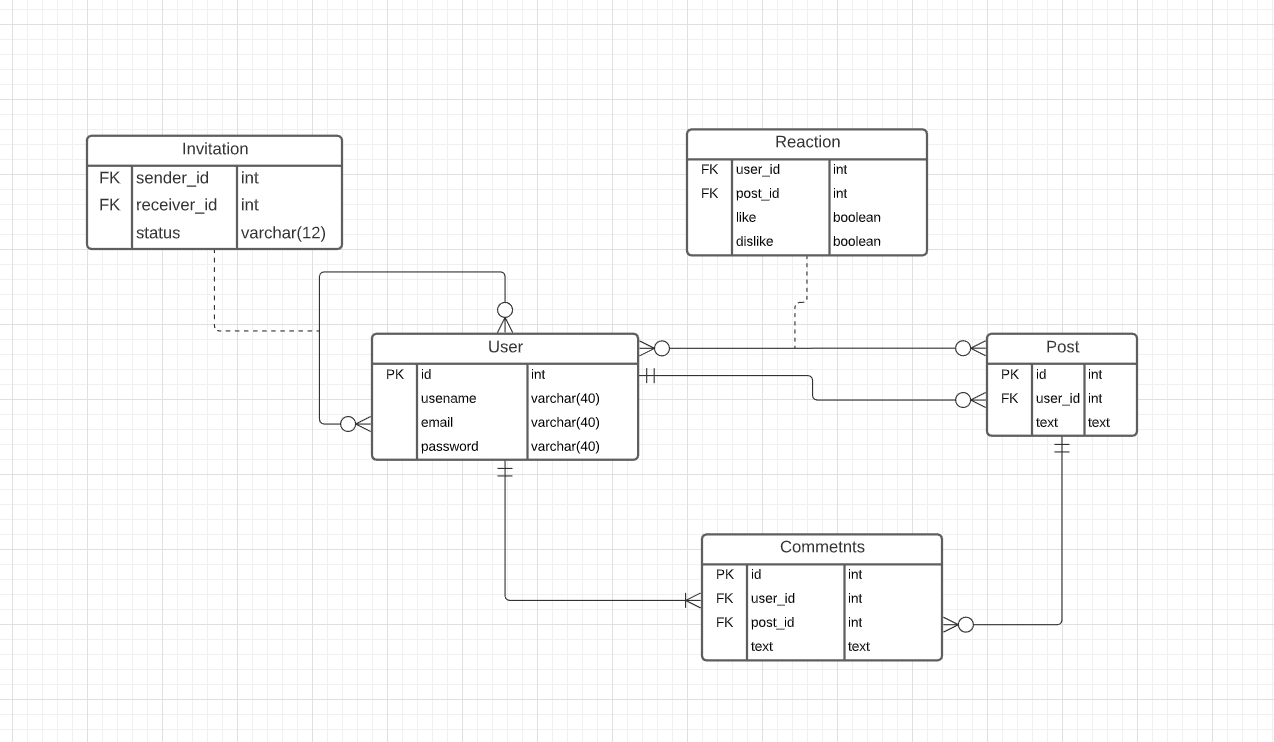 Invitation
FK sender_id int
FK receiver_id int
status varchar(12)
Reaction
FK user_id int
FK post_id int
like boolean
dislike boolean
User
PK id int
usename varchar(40)
email varchar(40)
password varchar(40)
Post
PK id int
FK user_id int
text text
Commetnts
PK id int
FK user_id int
FK post_id int
text text